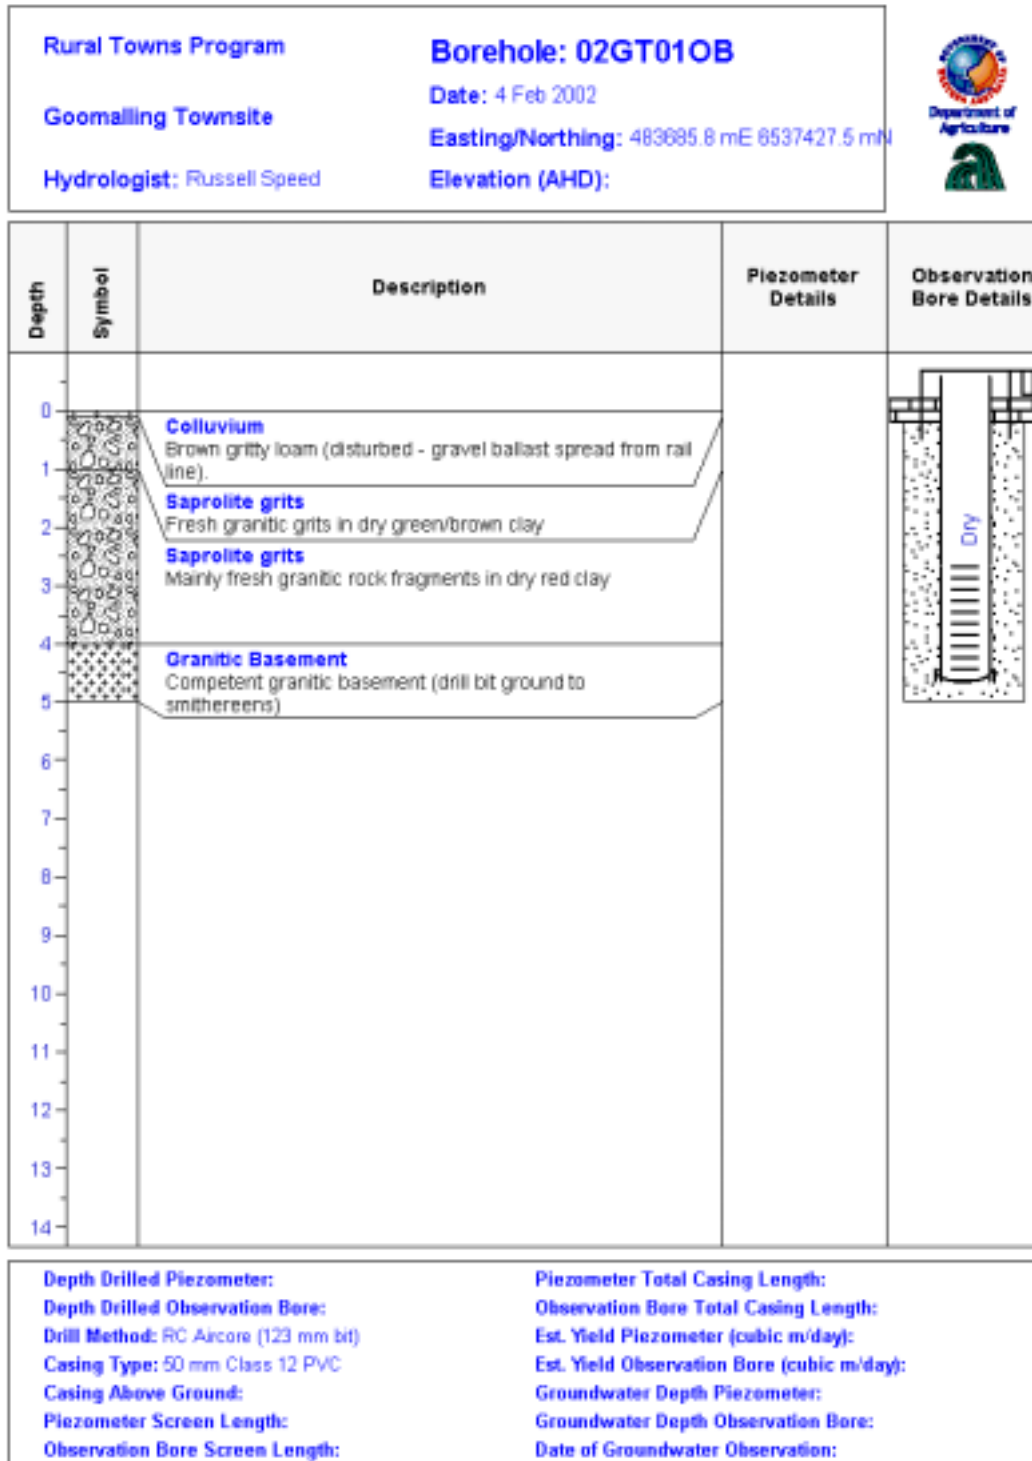 Rural Towns Program
Borehole: 02GT01OB
Date: 4 Feb 2002
Goomalling Townsite
Easting/Northing: 483685.8 mE 6537427.5 mN
Hydrologist: Russell Speed
Elevation (AHD):
GOVERNMENT OF
WESTERN AUSTRALIA
Department of
Agriculture
Depth
Symbol
Description
Piezometer
Details
Observation
Bore Details
0
Colluvium
Brown gritty loam (disturbed - gravel ballast spread from rail
line).
1
Saprolite grits
Fresh granitic grits in dry green/brown clay
2
Saprolite grits
Mainly fresh granitic rock fragments in dry red clay
Dry
3
4
Granitic Basement
Competent granitic basement (drill bit ground to
smithereens)
5
6
7
8
9
10
11
12
13
14
Depth Drilled Piezometer:
Depth Drilled Observation Bore:
Drill Method: RC Aircore (123 mm bit)
Casing Type: 50 mm Class 12 PVC
Casing Above Ground:
Piezometer Screen Length:
Observation Bore Screen Length:
Piezometer Total Casing Length:
Observation Bore Total Casing Length:
Est. Yield Piezometer (cubic m/day):
Est. Yield Observation Bore (cubic m/day):
Groundwater Depth Piezometer:
Groundwater Depth Observation Bore:
Date of Groundwater Observation: